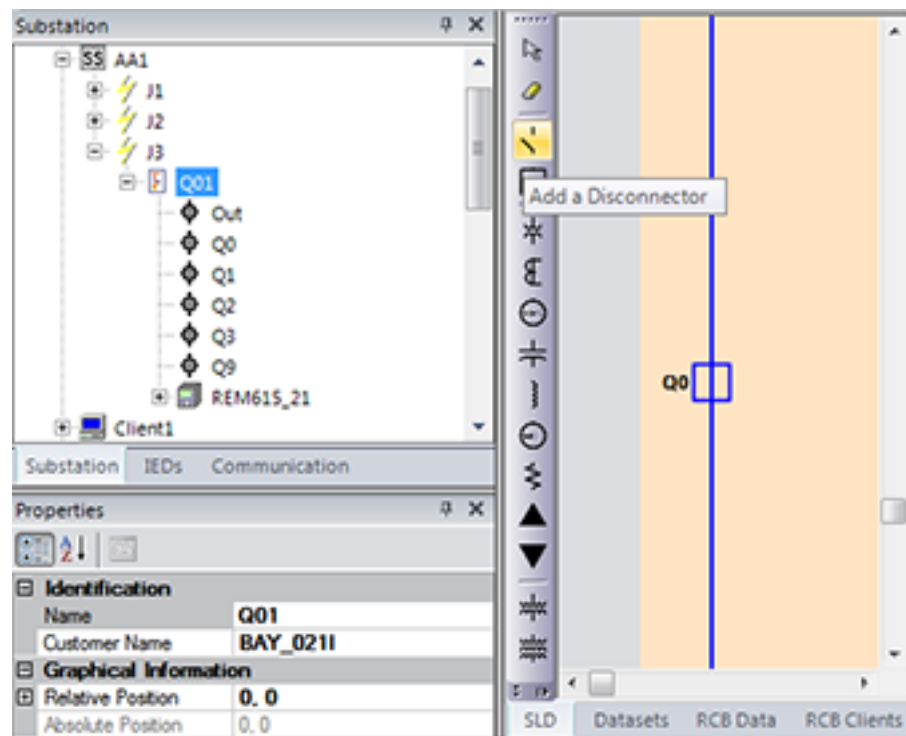 Substation
SS AA1
J1
J2
J3
Q01
Out
Q0
Q1
Q2
Q3
Q9
REM615_21
Client1
Substation IEDs Communication
Properties
Identification
Name Q01
Customer Name BAY_021I
Graphical Information
Relative Position 0, 0
Absolute Position 0, 0
Add a Disconnector
Q0
SLD Datasets RCB Data RCB Clients